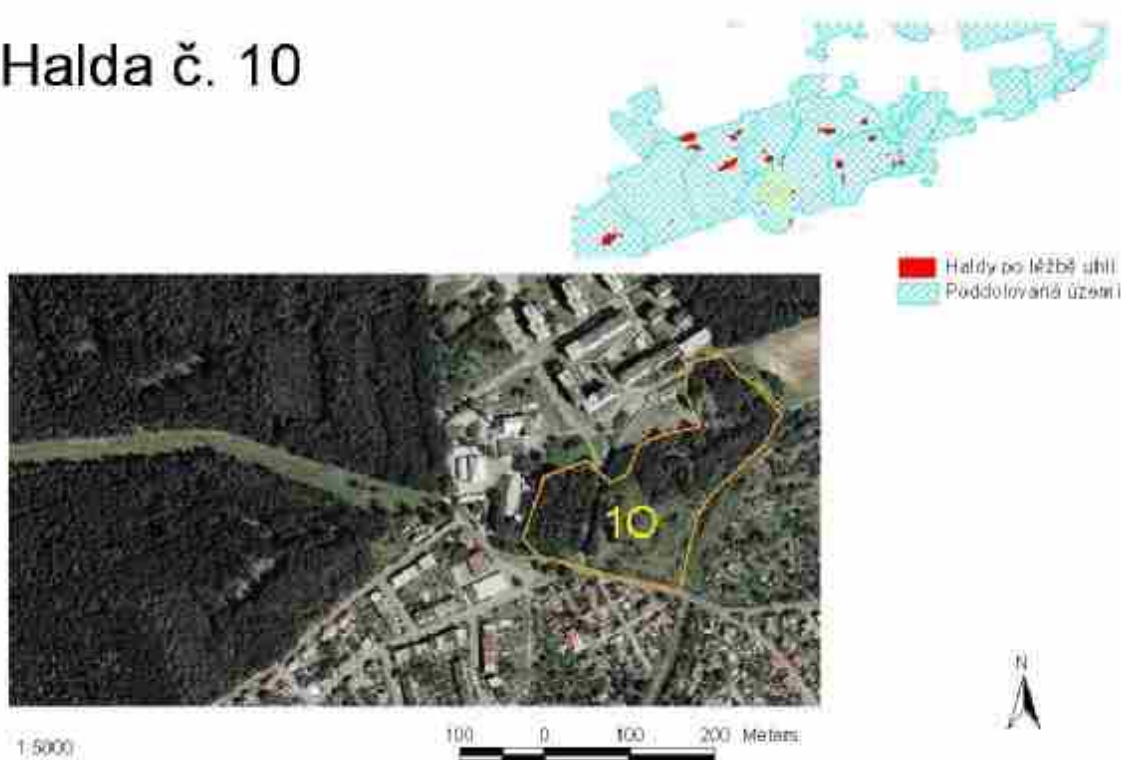 Halda č. 10
Haldy po těžbě uhlí
Poddolovaná území
10
N
1:5000
100 0 100 200 Meters